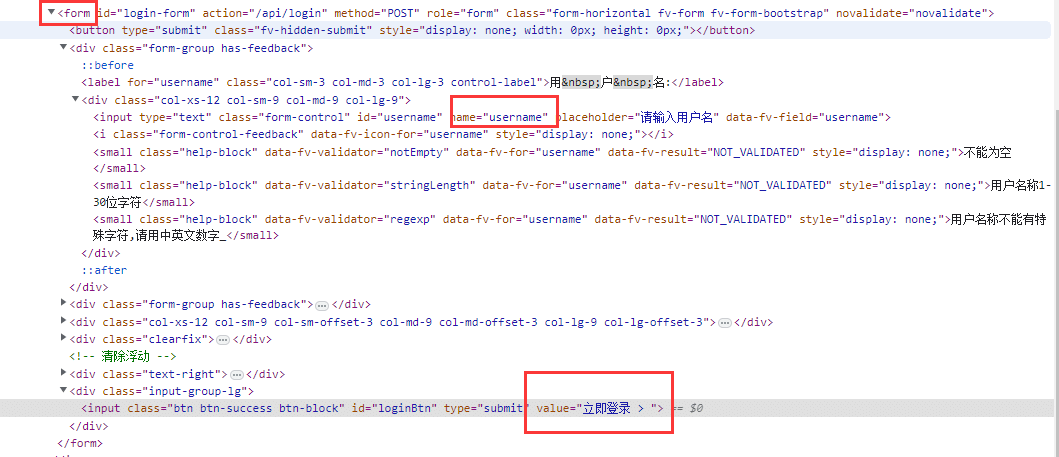 <form id="login-form" action="/api/login" method="POST" role="form" class="form-horizontal fv-form fv-form-bootstrap" novalidate="novalidate">
<button type="submit" class="fv-hidden-submit" style="display: none; width: 0px; height: 0px;"></button>
<div class="form-group has-feedback">
::before
<label for="username" class="col-sm-3 col-md-3 col-lg-3 control-label">用&nbsp;户&nbsp;名:</label>
<div class="col-xs-12 col-sm-9 col-md-9 col-lg-9">
<input type="text" class="form-control" id="username" name="username" placeholder="请输入用户名" data-fv-field="username">
<i class="form-control-feedback" data-fv-icon-for="username" style="display: none;"></i>
<small class="help-block" data-fv-validator="notEmpty" data-fv-for="username" data-fv-result="NOT_VALIDATED" style="display: none;">不能为空
</small>
<small class="help-block" data-fv-validator="stringLength" data-fv-for="username" data-fv-result="NOT_VALIDATED" style="display: none;">用户名称1-
30位字符</small>
<small class="help-block" data-fv-validator="regexp" data-fv-for="username" data-fv-result="NOT_VALIDATED" style="display: none;">用户名称不能有特
殊字符,请用中英文数字_</small>
</div>
::after
</div>
<div class="form-group has-feedback">…</div>
<div class="col-xs-12 col-sm-9 col-sm-offset-3 col-md-9 col-md-offset-3 col-lg-9 col-lg-offset-3">…</div>
<div class="clearfix">…</div>
<!-- 清除浮动 -->
<div class="text-right">…</div>
<div class="input-group-lg">
<input class="btn btn-success btn-block" id="loginBtn" type="submit" value="立即登录 > "> == $0
</div>
</form>